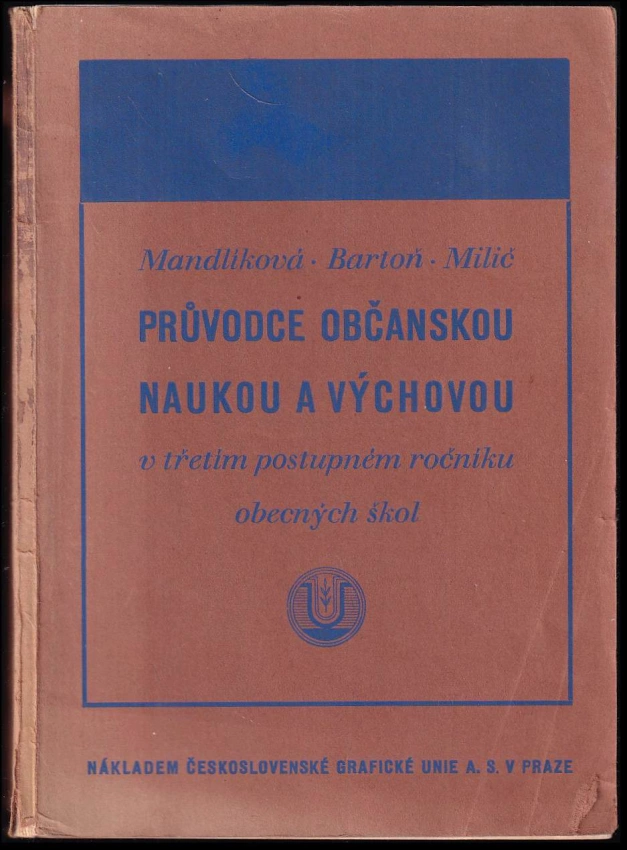 Mandlíková · Bartoň · Milič
PRŮVODCE OBČANSKOU
NAUKOU A VÝCHOVOU
v třetím postupném ročníku
obecných škol
NÁKLADEM ČESKOSLOVENSKÉ GRAFICKÉ UNIE A. S. V PRAZE